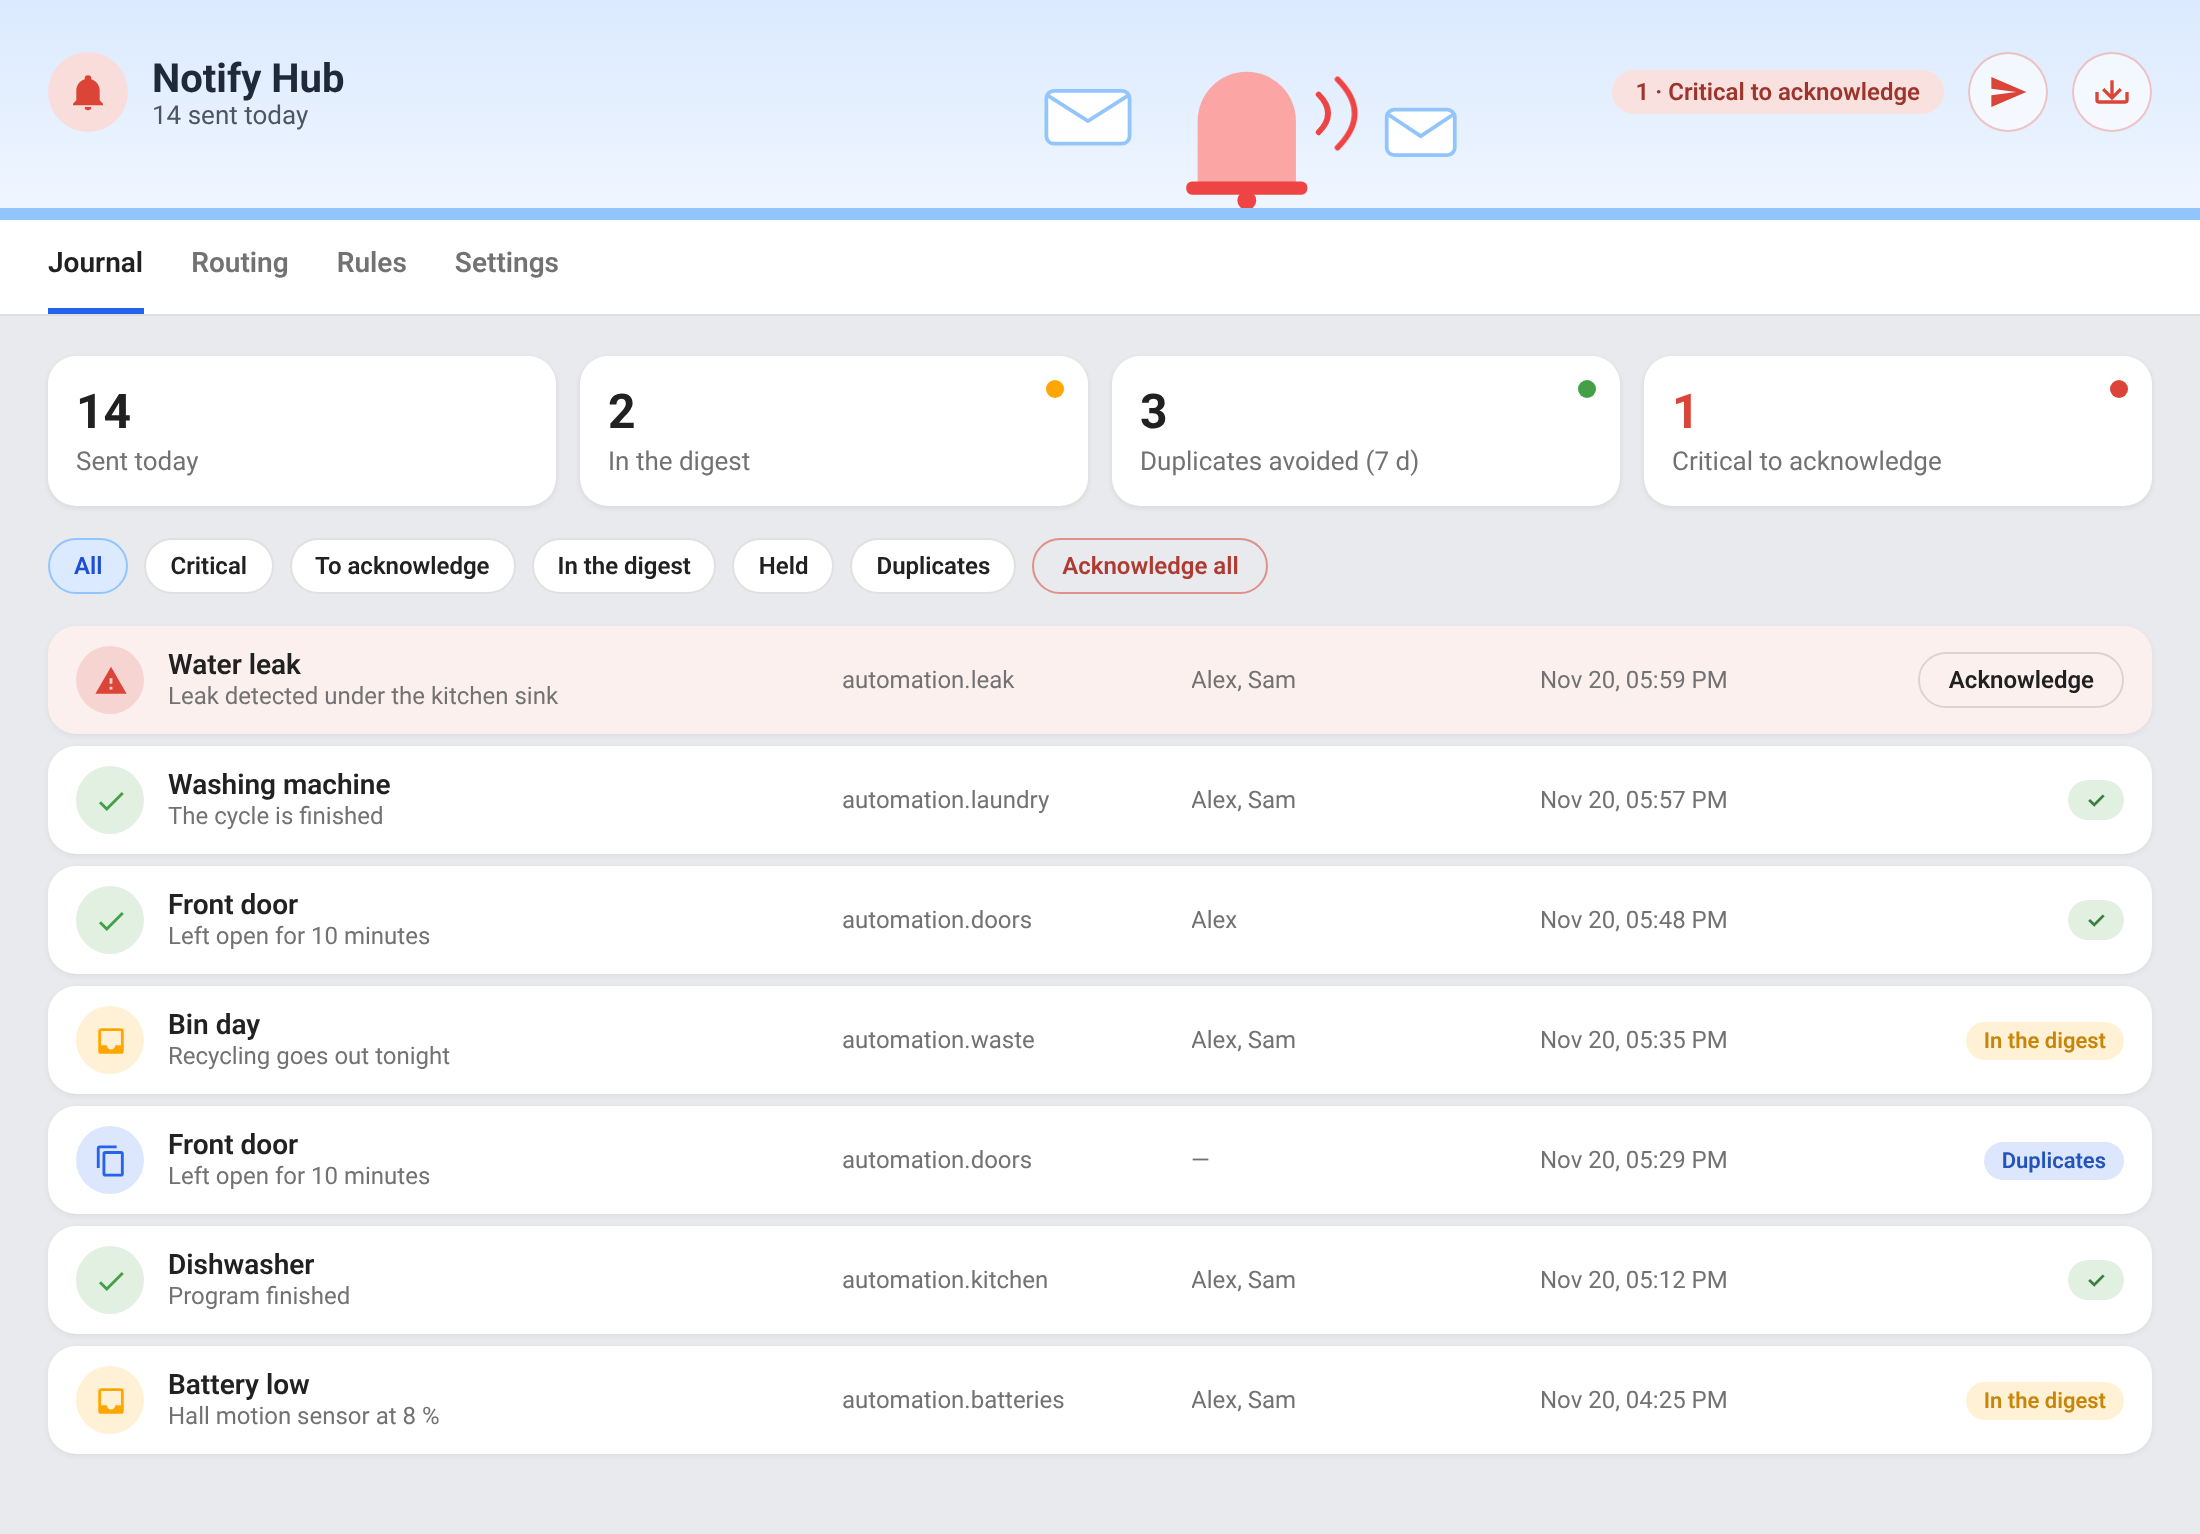 Notify Hub
14 sent today
1 · Critical to acknowledge
Journal Routing Rules Settings
14
Sent today
2
In the digest
3
Duplicates avoided (7 d)
1
Critical to acknowledge
All Critical To acknowledge In the digest Held Duplicates Acknowledge all
Water leak
Leak detected under the kitchen sink
automation.leak
Alex, Sam
Nov 20, 05:59 PM
Acknowledge
Washing machine
The cycle is finished
automation.laundry
Alex, Sam
Nov 20, 05:57 PM
Front door
Left open for 10 minutes
automation.doors
Alex
Nov 20, 05:48 PM
Bin day
Recycling goes out tonight
automation.waste
Alex, Sam
Nov 20, 05:35 PM
In the digest
Front door
Left open for 10 minutes
automation.doors
—
Nov 20, 05:29 PM
Duplicates
Dishwasher
Program finished
automation.kitchen
Alex, Sam
Nov 20, 05:12 PM
Battery low
Hall motion sensor at 8 %
automation.batteries
Alex, Sam
Nov 20, 04:25 PM
In the digest